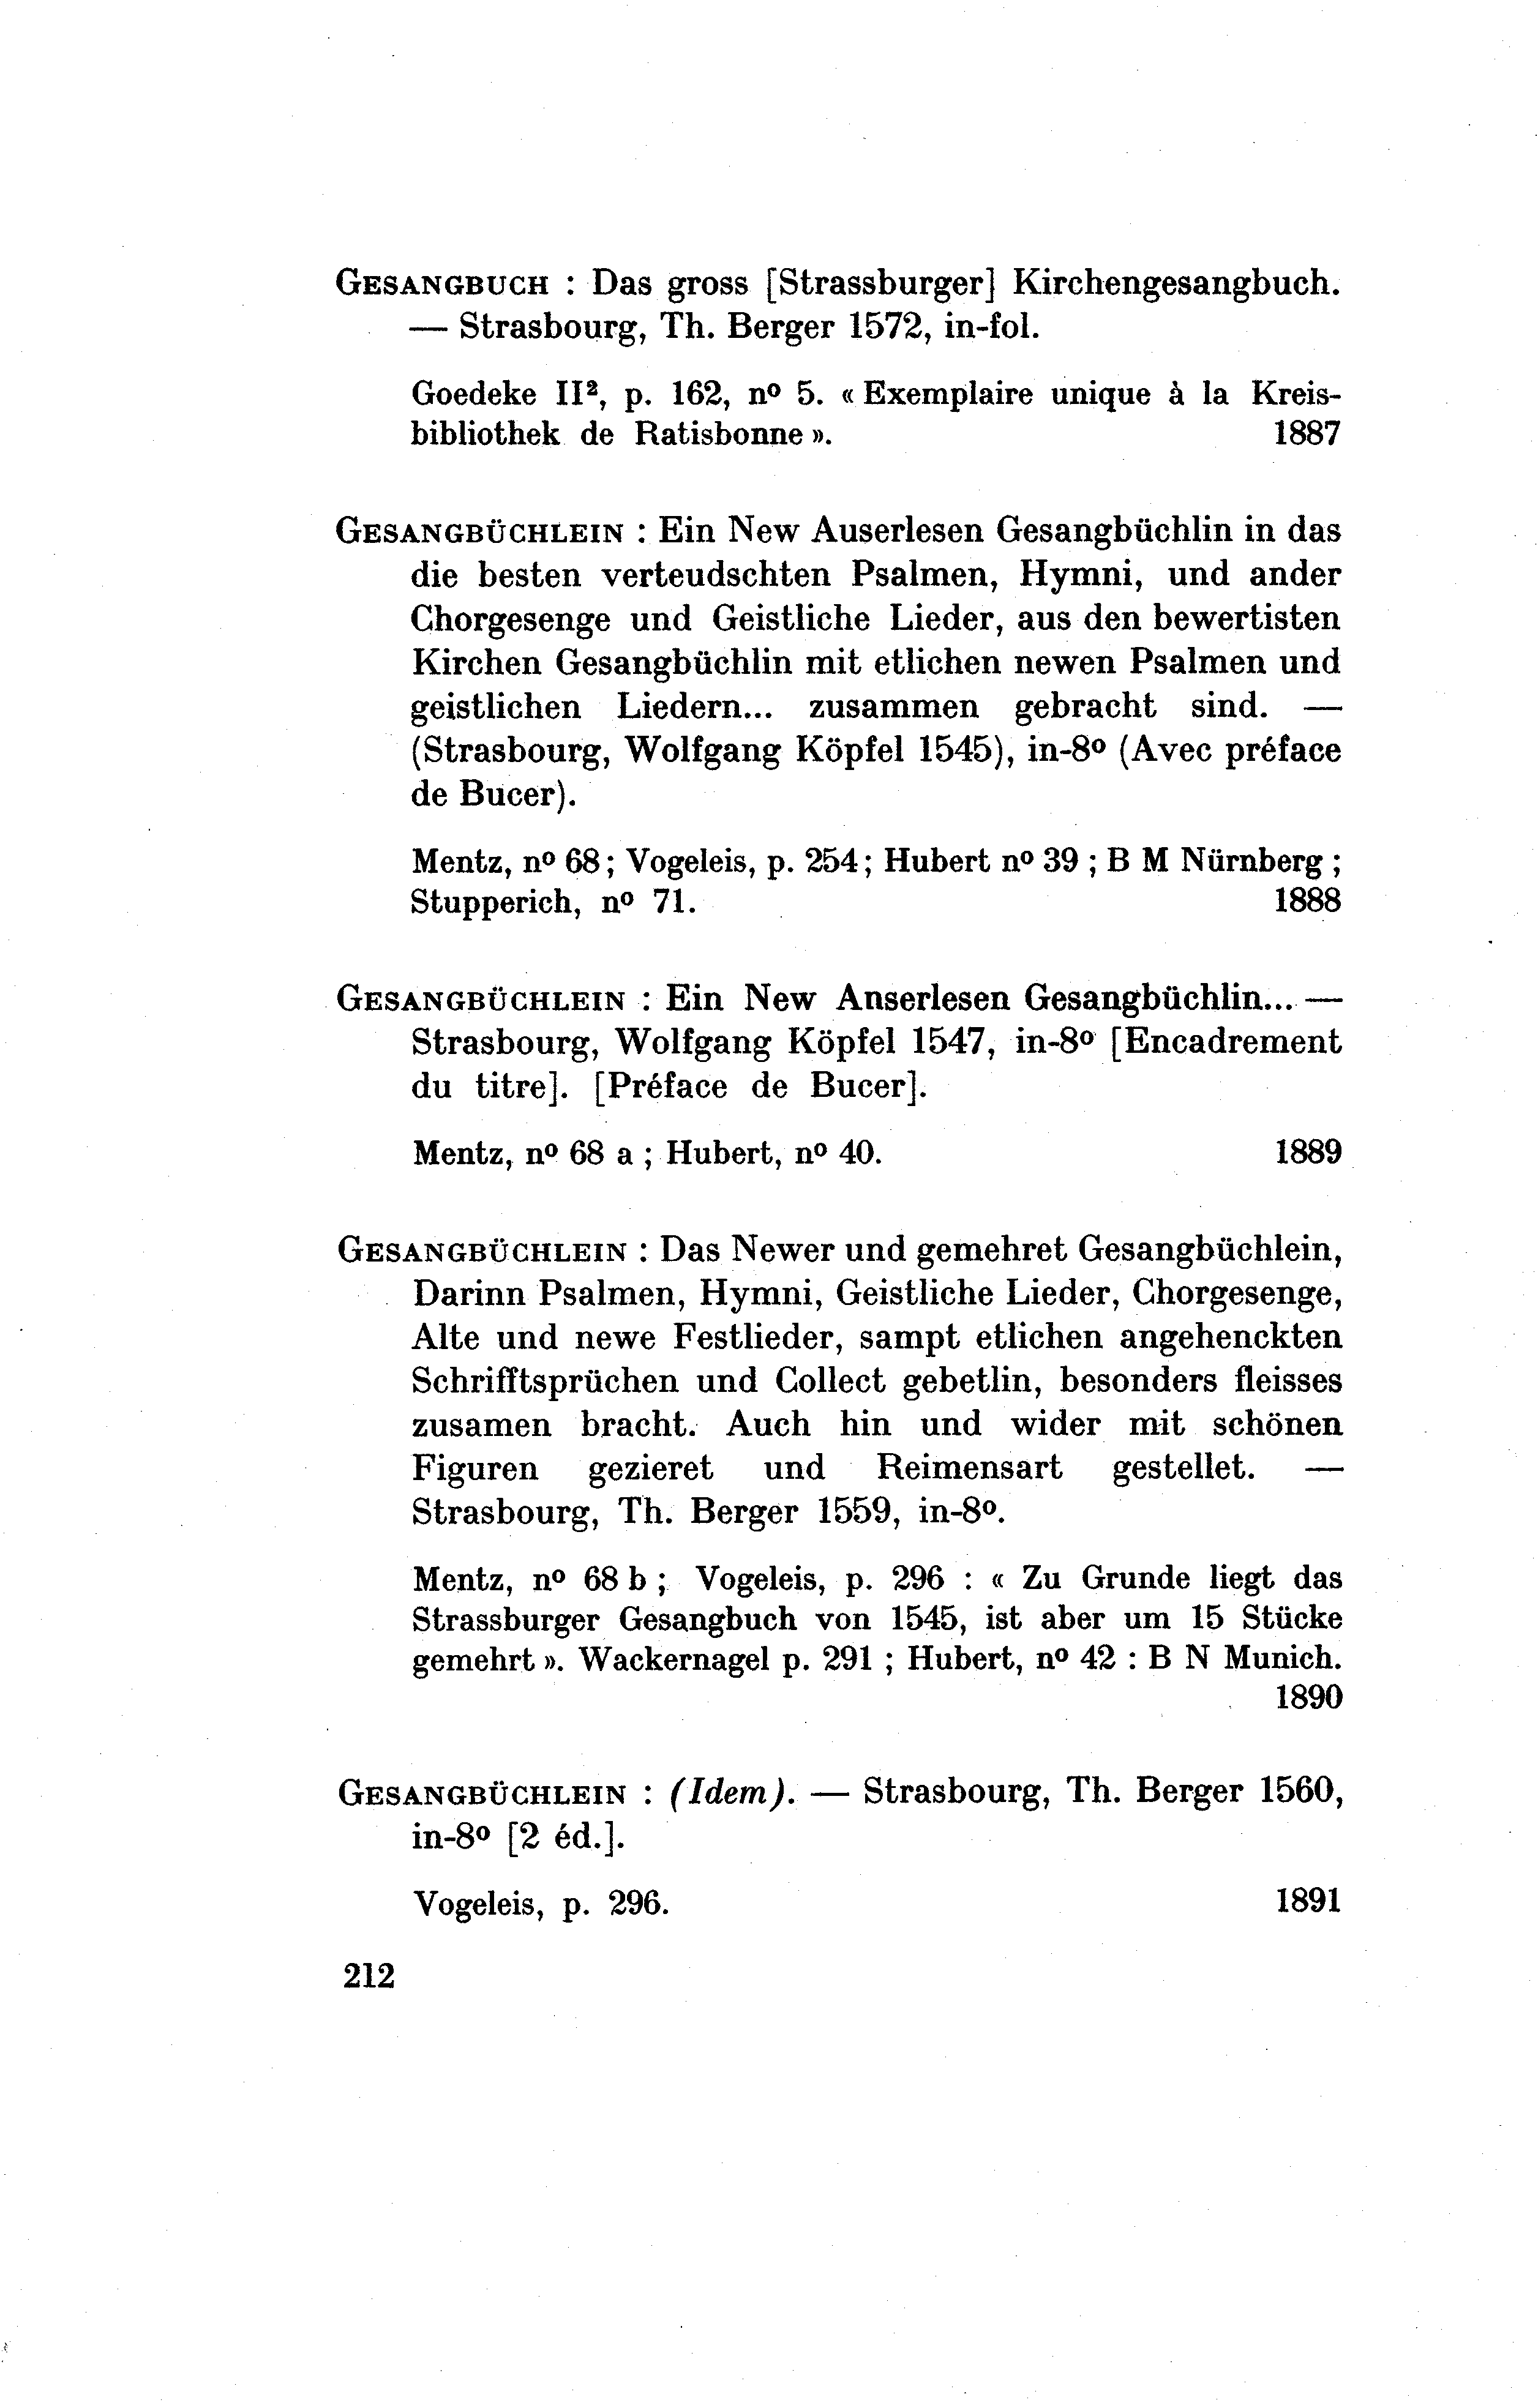 GESANGBUCH : Das gross [Strassburger] Kirchengesangbuch.
— Strasbourg, Th. Berger 1572, in-fol.
Goedeke II², p. 162, nº 5. « Exemplaire unique à la Kreis-
bibliothek de Ratisbonne ». 1887
GESANGBÜCHLEIN : Ein New Auserlesen Gesangbüchlin in das
die besten verteudschten Psalmen, Hymni, und ander
Chorgesenge und Geistliche Lieder, aus den bewertisten
Kirchen Gesangbüchlin mit etlichen newen Psalmen und
geistlichen Liedern... zusammen gebracht sind. —
(Strasbourg, Wolfgang Köpfel 1545), in-8º (Avec préface
de Bucer).
Mentz, nº 68 ; Vogeleis, p. 254 ; Hubert nº 39 ; B M Nürnberg ;
Stupperich, nº 71. 1888
GESANGBÜCHLEIN : Ein New Anserlesen Gesangbüchlin... —
Strasbourg, Wolfgang Köpfel 1547, in-8º [Encadrement
du titre]. [Préface de Bucer].
Mentz, nº 68 a ; Hubert, nº 40. 1889
GESANGBÜCHLEIN : Das Newer und gemehret Gesangbüchlein,
Darinn Psalmen, Hymni, Geistliche Lieder, Chorgesenge,
Alte und newe Festlieder, sampt etlichen angehenckten
Schrifftsprüchen und Collect gebetlin, besonders fleisses
zusamen bracht. Auch hin und wider mit schönen
Figuren gezieret und Reimensart gestellet. —
Strasbourg, Th. Berger 1559, in-8º.
Mentz, nº 68 b ; Vogeleis, p. 296 : « Zu Grunde liegt das
Strassburger Gesangbuch von 1545, ist aber um 15 Stücke
gemehrt ». Wackernagel p. 291 ; Hubert, nº 42 : B N Munich.
1890
GESANGBÜCHLEIN : (Idem). — Strasbourg, Th. Berger 1560,
in-8º [2 éd.].
Vogeleis, p. 296. 1891
212